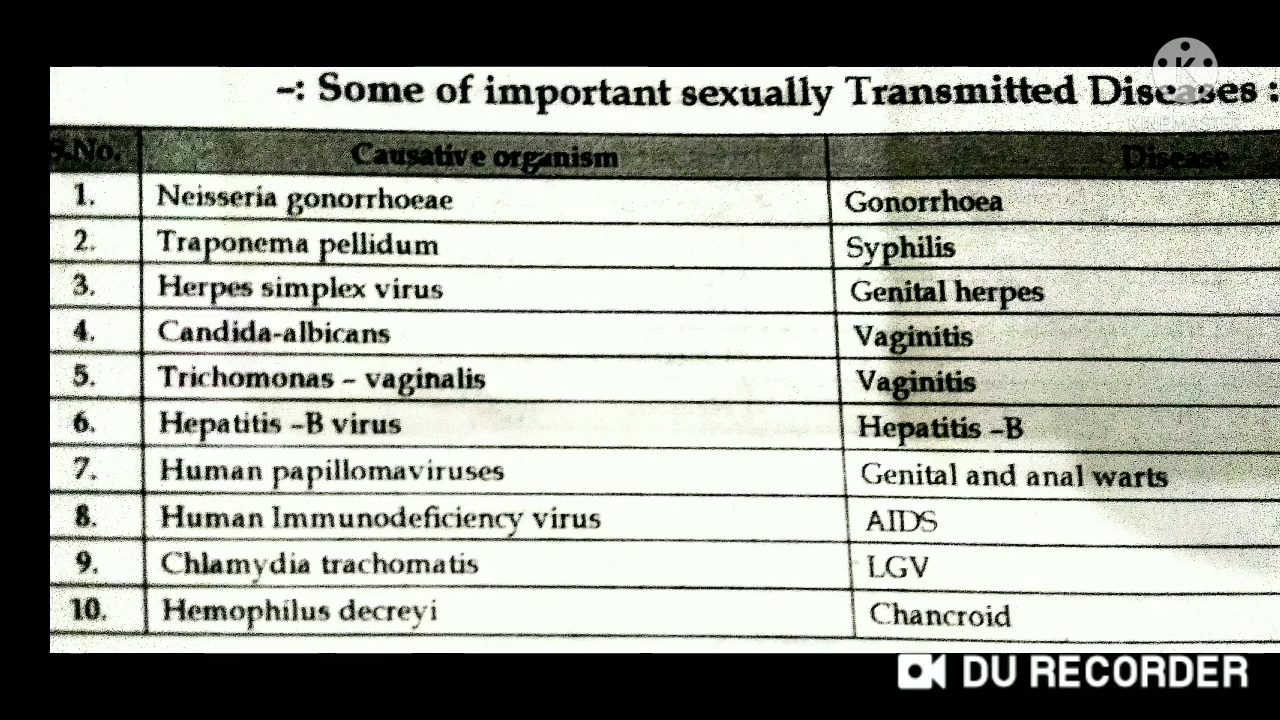 -: Some of important sexually Transmitted Diseases :
S.No. Causative organism Disease
1. Neisseria gonorrhoeae Gonorrhoea
2. Traponema pellidum Syphilis
3. Herpes simplex virus Genital herpes
4. Candida-albicans Vaginitis
5. Trichomonas - vaginalis Vaginitis
6. Hepatitis -B virus Hepatitis -B
7. Human papillomaviruses Genital and anal warts
8. Human Immunodeficiency virus AIDS
9. Chlamydia trachomatis LGV
10. Hemophilus decreyi Chancroid
K
KINEMASTER
DU RECORDER